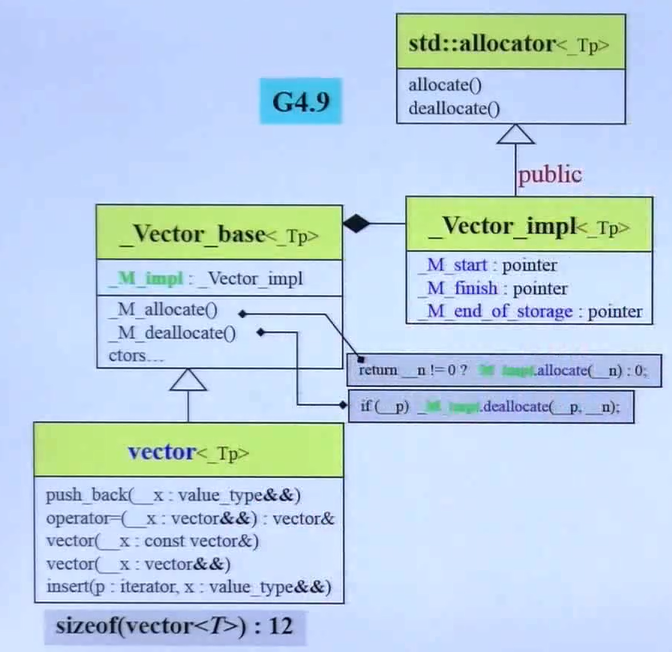 std::allocator<_Tp>
allocate()
deallocate()
G4.9
public
_Vector_base<_Tp>
_M_impl : _Vector_impl
_M_allocate()
_M_deallocate()
ctors...
_Vector_impl<_Tp>
_M_start : pointer
_M_finish : pointer
_M_end_of_storage : pointer
return __n != 0 ? _M_impl.allocate(__n) : 0;
if (__p) _M_impl.deallocate(__p, __n);
vector<_Tp>
push_back(__x : value_type&&)
operator=(__x : vector&&) : vector&
vector(__x : const vector&)
vector(__x : vector&&)
insert(p : iterator, x : value_type&&)
sizeof(vector<T>) : 12